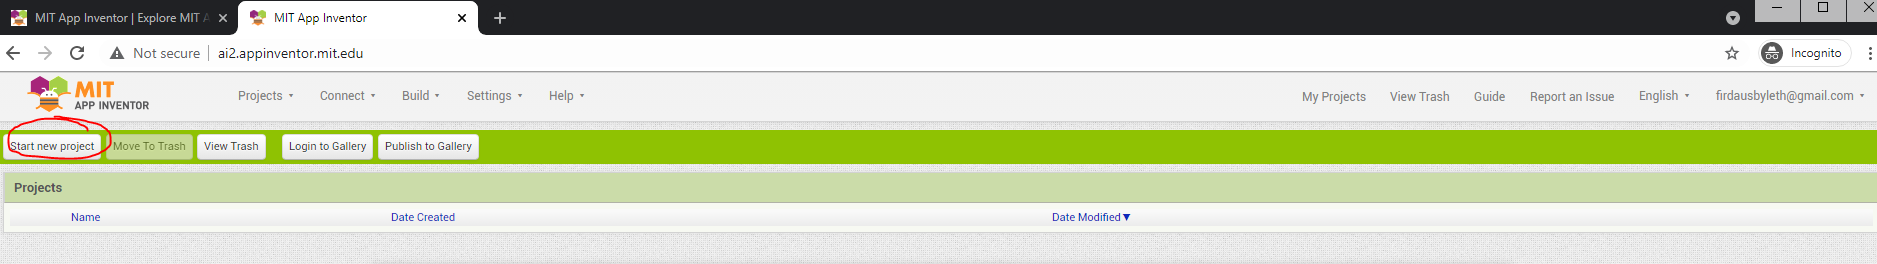 MIT App Inventor | Explore MIT A
MIT App Inventor
Not secure
ai2.appinventor.mit.edu
Incognito
MIT
APP INVENTOR
Projects
Connect
Build
Settings
Help
My Projects
View Trash
Guide
Report an Issue
English
firdausbyleth@gmail.com
Start new project
Move To Trash
View Trash
Login to Gallery
Publish to Gallery
Projects
Name
Date Created
Date Modified